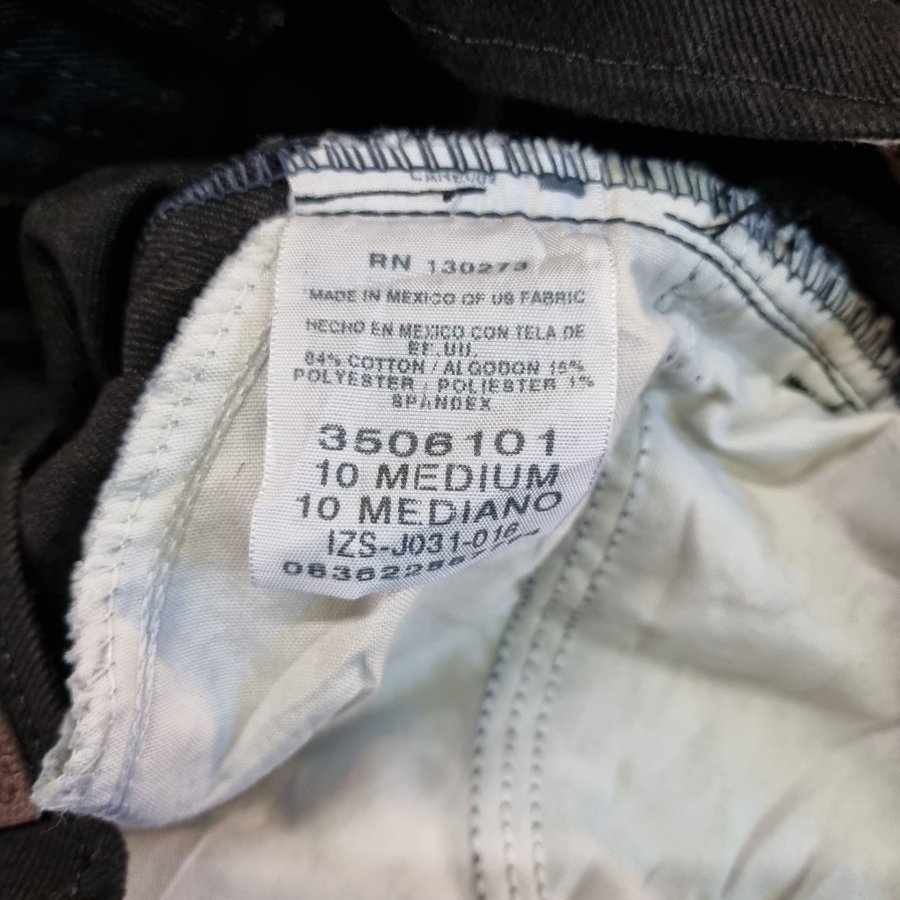 RN 130273
MADE IN MEXICO OF US FABRIC
HECHO EN MEXICO CON TELA DE
EE.UU.
84% COTTON / ALGODON 15%
POLYESTER / POLIESTER 1%
SPANDEX
3506101
10 MEDIUM
10 MEDIANO
IZS-J031-016